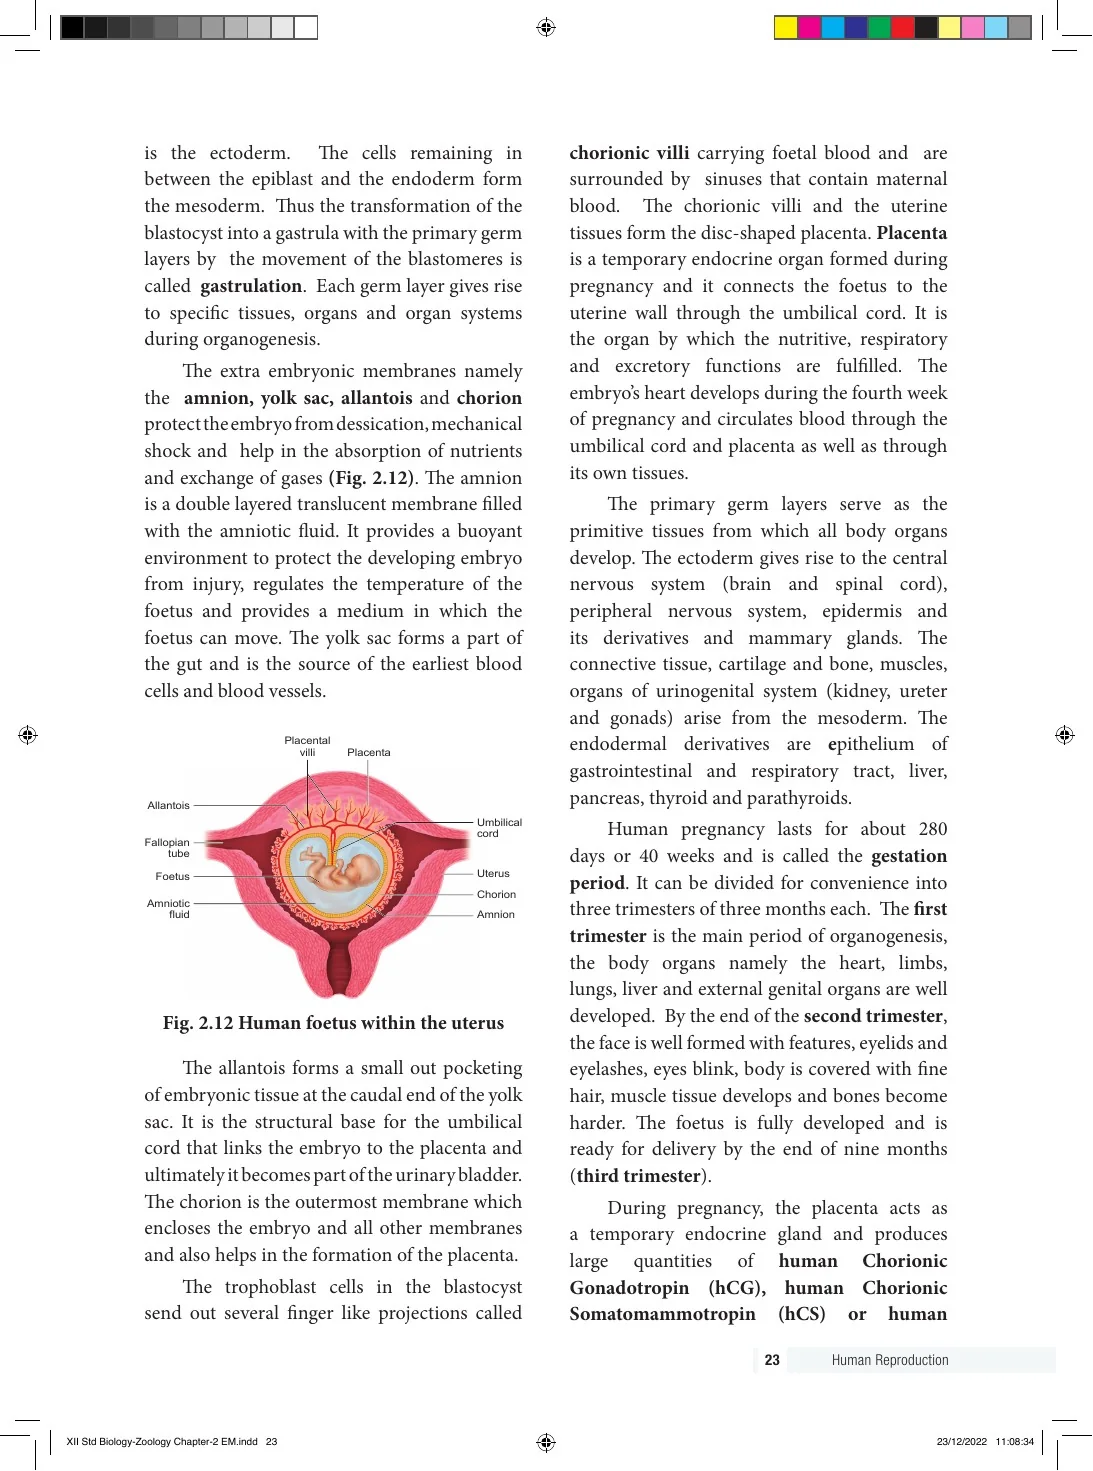 is the ectoderm. The cells remaining in
between the epiblast and the endoderm form
the mesoderm. Thus the transformation of the
blastocyst into a gastrula with the primary germ
layers by the movement of the blastomeres is
called gastrulation. Each germ layer gives rise
to specific tissues, organs and organ systems
during organogenesis.
The extra embryonic membranes namely
the amnion, yolk sac, allantois and chorion
protect the embryo from dessication, mechanical
shock and help in the absorption of nutrients
and exchange of gases (Fig. 2.12). The amnion
is a double layered translucent membrane filled
with the amniotic fluid. It provides a buoyant
environment to protect the developing embryo
from injury, regulates the temperature of the
foetus and provides a medium in which the
foetus can move. The yolk sac forms a part of
the gut and is the source of the earliest blood
cells and blood vessels.
Placental
villi
Placenta
Allantois
Fallopian
tube
Foetus
Amniotic
fluid
Umbilical
cord
Uterus
Chorion
Amnion
Fig. 2.12 Human foetus within the uterus
The allantois forms a small out pocketing
of embryonic tissue at the caudal end of the yolk
sac. It is the structural base for the umbilical
cord that links the embryo to the placenta and
ultimately it becomes part of the urinary bladder.
The chorion is the outermost membrane which
encloses the embryo and all other membranes
and also helps in the formation of the placenta.
The trophoblast cells in the blastocyst
send out several finger like projections called
chorionic villi carrying foetal blood and are
surrounded by sinuses that contain maternal
blood. The chorionic villi and the uterine
tissues form the disc-shaped placenta. Placenta
is a temporary endocrine organ formed during
pregnancy and it connects the foetus to the
uterine wall through the umbilical cord. It is
the organ by which the nutritive, respiratory
and excretory functions are fulfilled. The
embryo's heart develops during the fourth week
of pregnancy and circulates blood through the
umbilical cord and placenta as well as through
its own tissues.
The primary germ layers serve as the
primitive tissues from which all body organs
develop. The ectoderm gives rise to the central
nervous system (brain and spinal cord),
peripheral nervous system, epidermis and
its derivatives and mammary glands. The
connective tissue, cartilage and bone, muscles,
organs of urinogenital system (kidney, ureter
and gonads) arise from the mesoderm. The
endodermal derivatives are epithelium of
gastrointestinal and respiratory tract, liver,
pancreas, thyroid and parathyroids.
Human pregnancy lasts for about 280
days or 40 weeks and is called the gestation
period. It can be divided for convenience into
three trimesters of three months each. The first
trimester is the main period of organogenesis,
the body organs namely the heart, limbs,
lungs, liver and external genital organs are well
developed. By the end of the second trimester,
the face is well formed with features, eyelids and
eyelashes, eyes blink, body is covered with fine
hair, muscle tissue develops and bones become
harder. The foetus is fully developed and is
ready for delivery by the end of nine months
(third trimester).
During pregnancy, the placenta acts as
a temporary endocrine gland and produces
large quantities of human Chorionic
Gonadotropin (hCG), human Chorionic
Somatomammotropin (hCS) or human
23 Human Reproduction
XII Std Biology-Zoology Chapter-2 EM.indd 23
23/12/2022 11:08:34